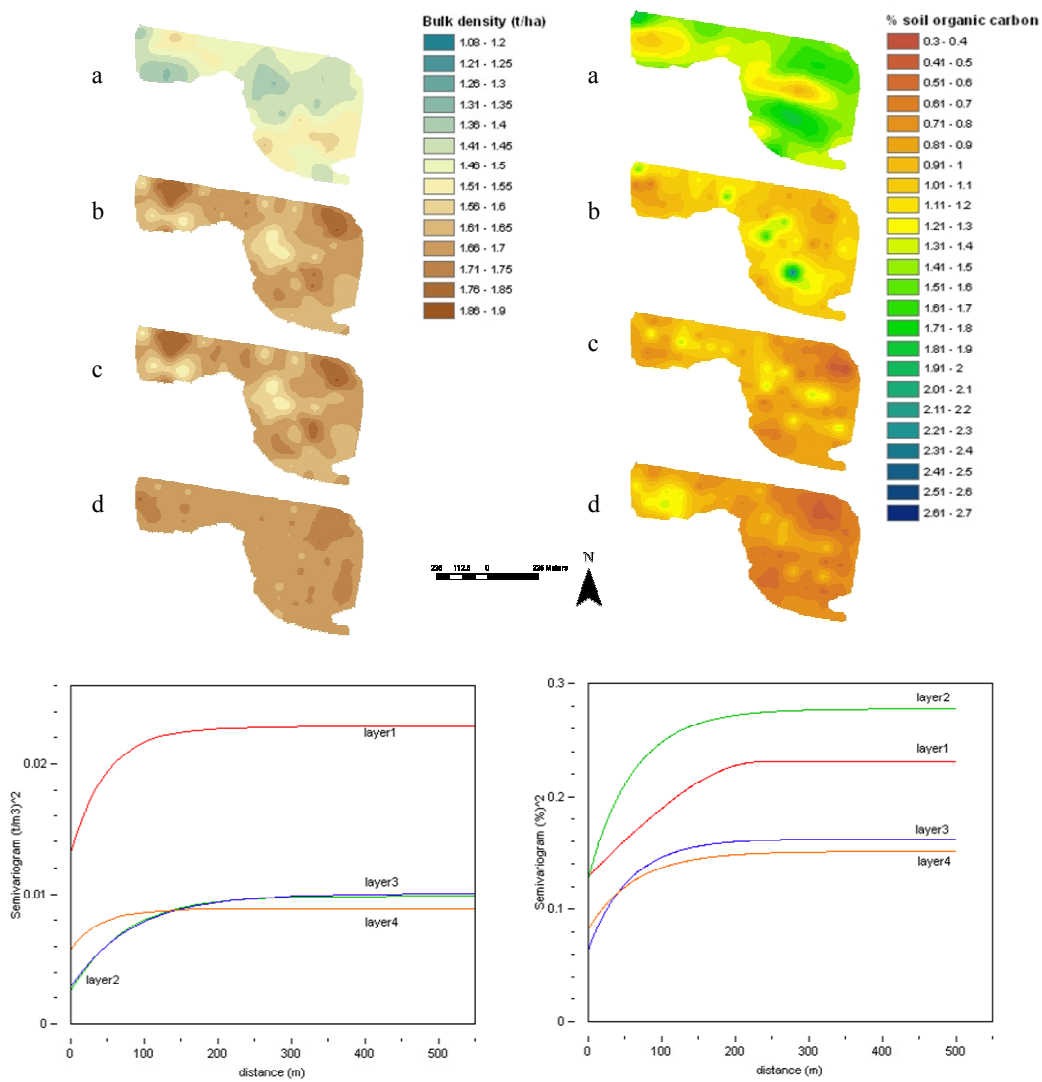 Bulk density (t/ha)
1.08 - 1.2
1.21 - 1.25
1.26 - 1.3
1.31 - 1.35
1.36 - 1.4
1.41 - 1.45
1.46 - 1.5
1.51 - 1.55
1.56 - 1.6
1.61 - 1.65
1.66 - 1.7
1.71 - 1.75
1.76 - 1.85
1.86 - 1.9
a
b
c
d
% soil organic carbon
0.3 - 0.4
0.41 - 0.5
0.51 - 0.6
0.61 - 0.7
0.71 - 0.8
0.81 - 0.9
0.91 - 1
1.01 - 1.1
1.11 - 1.2
1.21 - 1.3
1.31 - 1.4
1.41 - 1.5
1.51 - 1.6
1.61 - 1.7
1.71 - 1.8
1.81 - 1.9
1.91 - 2
2.01 - 2.1
2.11 - 2.2
2.21 - 2.3
2.31 - 2.4
2.41 - 2.5
2.51 - 2.6
2.61 - 2.7
a
b
c
d
112.5 0 Meters
N
Semivariogram (t/m3)^2
0.02
0.01
0
layer1
layer3
layer4
layer2
0 100 200 300 400 500
distance (m)
Semivariogram (%)^2
0.3
0.2
0.1
0
layer2
layer1
layer3
layer4
0 100 200 300 400 500
distance (m)